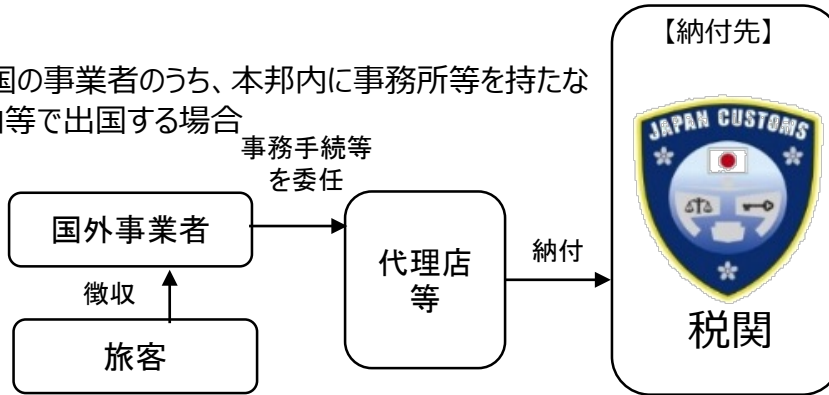 【納付先】
国の事業者のうち、本邦内に事務所等を持たな
等で出国する場合
事務手続等
を委任
JAPAN CUSTOMS
国外事業者
代理店
等
納付
徴収
税関
旅客